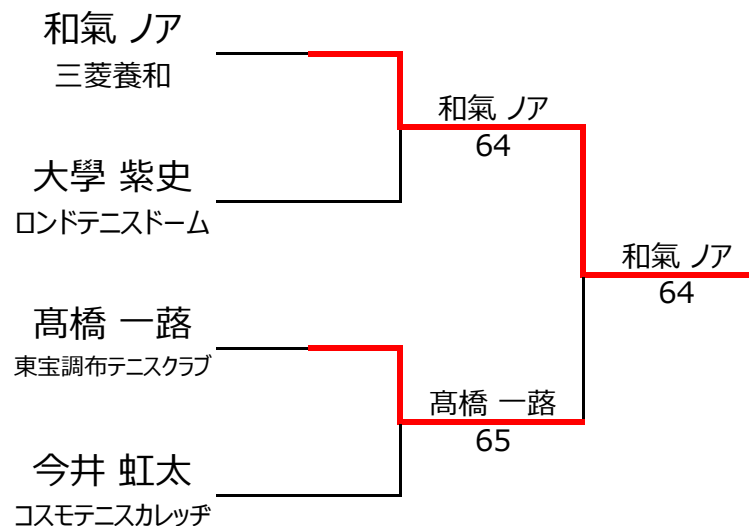 和氣 ノア
三菱養和
和氣 ノア
64
大學 紫史
ロンドテニスドーム
和氣 ノア
64
髙橋 一蕗
東宝調布テニスクラブ
髙橋 一蕗
65
今井 虹太
コスモテニスカレッヂ